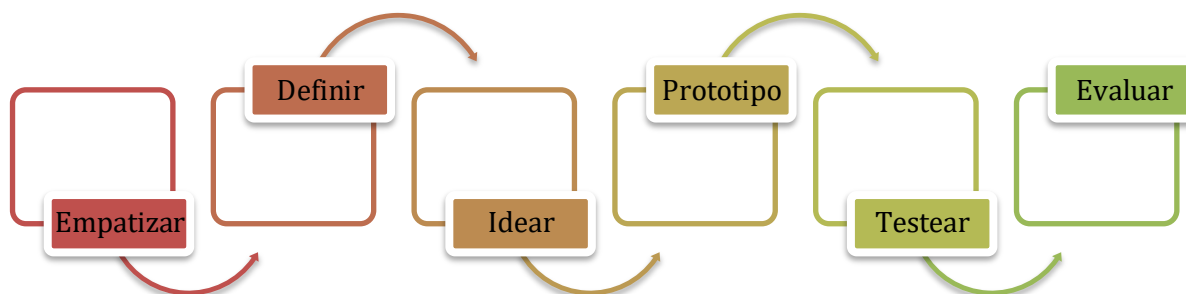 Empatizar
Definir
Idear
Prototipo
Testear
Evaluar